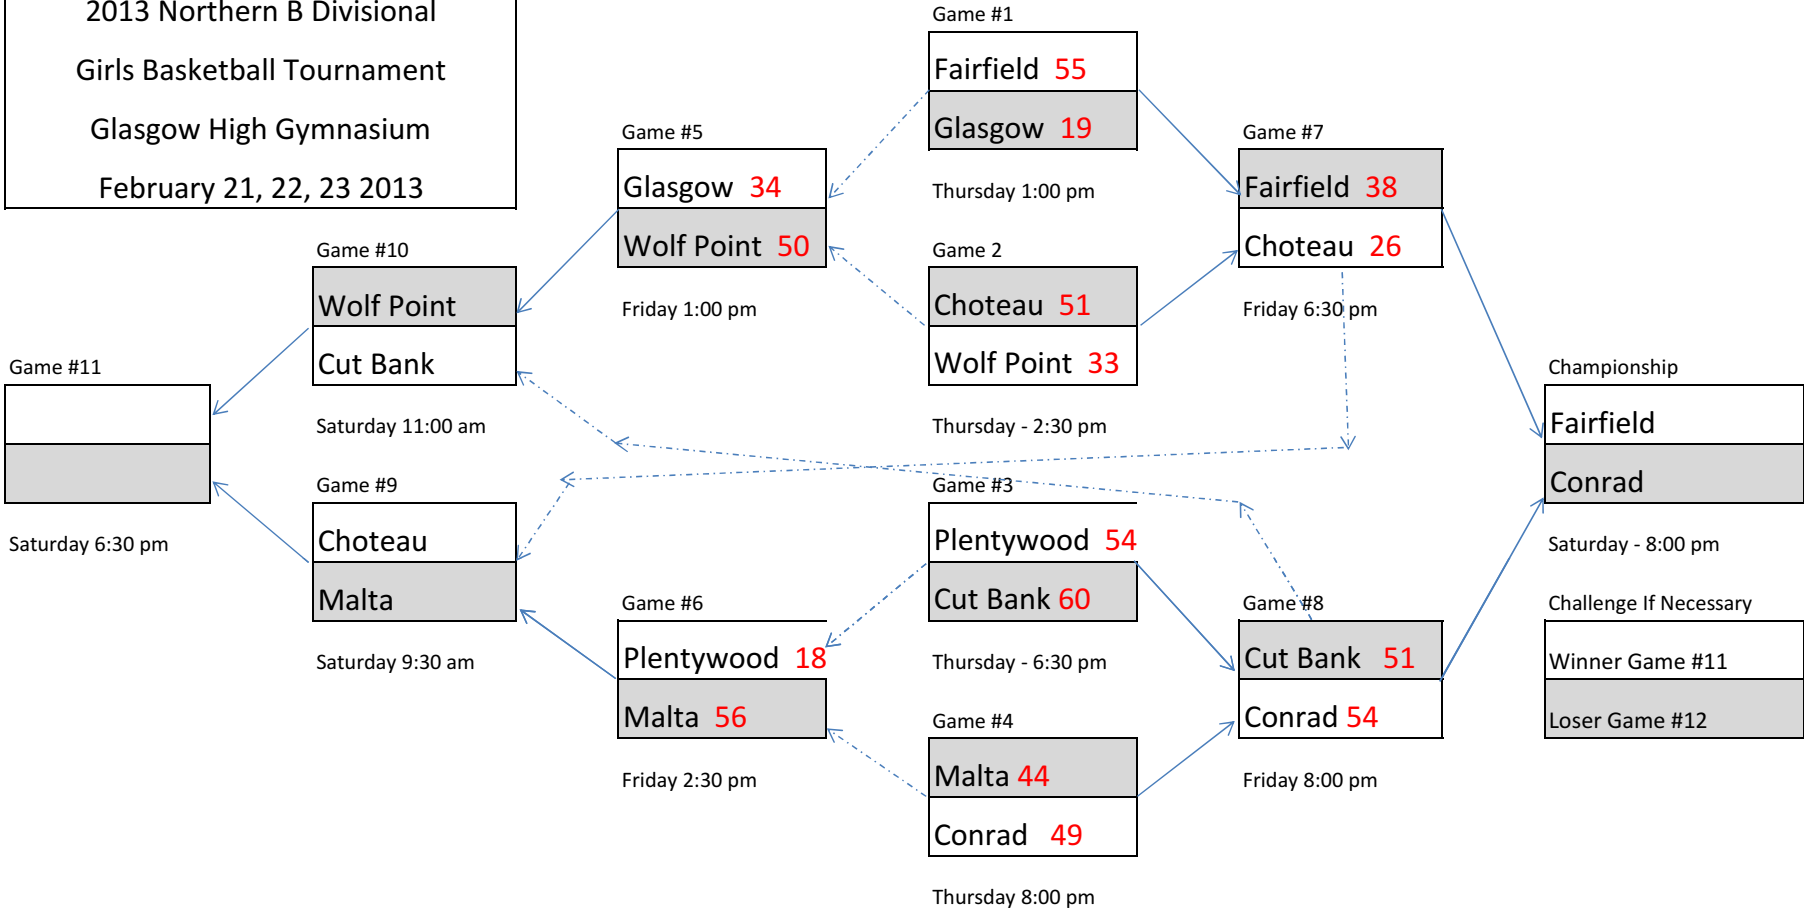 2013 Northern B Divisional
Girls Basketball Tournament
Glasgow High Gymnasium
February 21, 22, 23 2013
Game #1
Fairfield 55
Glasgow 19
Thursday 1:00 pm
Game #5
Glasgow 34
Wolf Point 50
Friday 1:00 pm
Game #7
Fairfield 38
Choteau 26
Friday 6:30 pm
Game #10
Wolf Point
Cut Bank
Saturday 11:00 am
Game 2
Choteau 51
Wolf Point 33
Thursday - 2:30 pm
Game #11
Saturday 6:30 pm
Championship
Fairfield
Conrad
Saturday - 8:00 pm
Game #9
Choteau
Malta
Saturday 9:30 am
Game #3
Plentywood 54
Cut Bank 60
Thursday - 6:30 pm
Game #6
Plentywood 18
Malta 56
Friday 2:30 pm
Game #8
Cut Bank 51
Conrad 54
Friday 8:00 pm
Challenge If Necessary
Winner Game #11
Loser Game #12
Game #4
Malta 44
Conrad 49
Thursday 8:00 pm